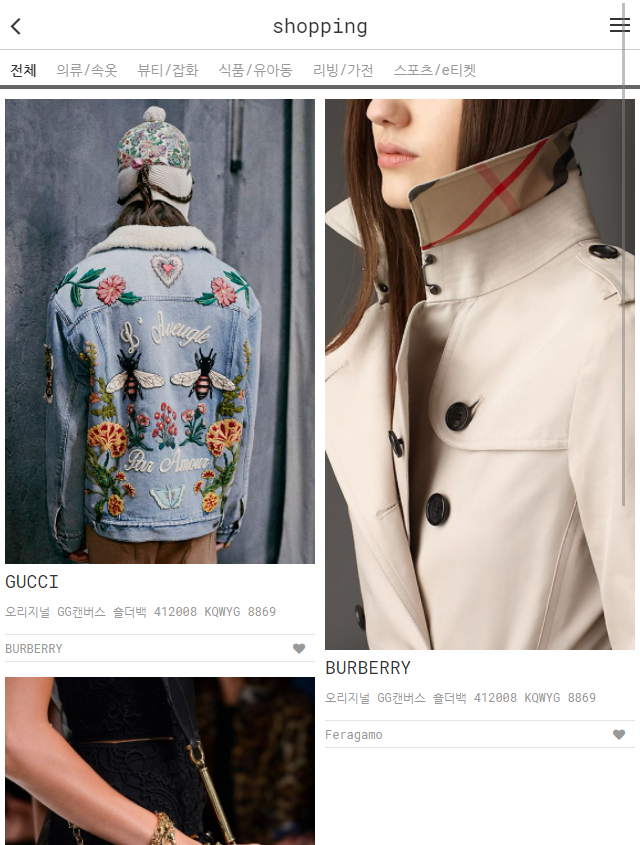 shopping
전체 의류/속옷 뷰티/잡화 식품/유아동 리빙/가전 스포츠/e티켓
L'Aveugle
Par Amour
GUCCI
오리지널 GG캔버스 숄더백 412008 KQWYG 8869
BURBERRY
BURBERRY
오리지널 GG캔버스 숄더백 412008 KQWYG 8869
Feragamo